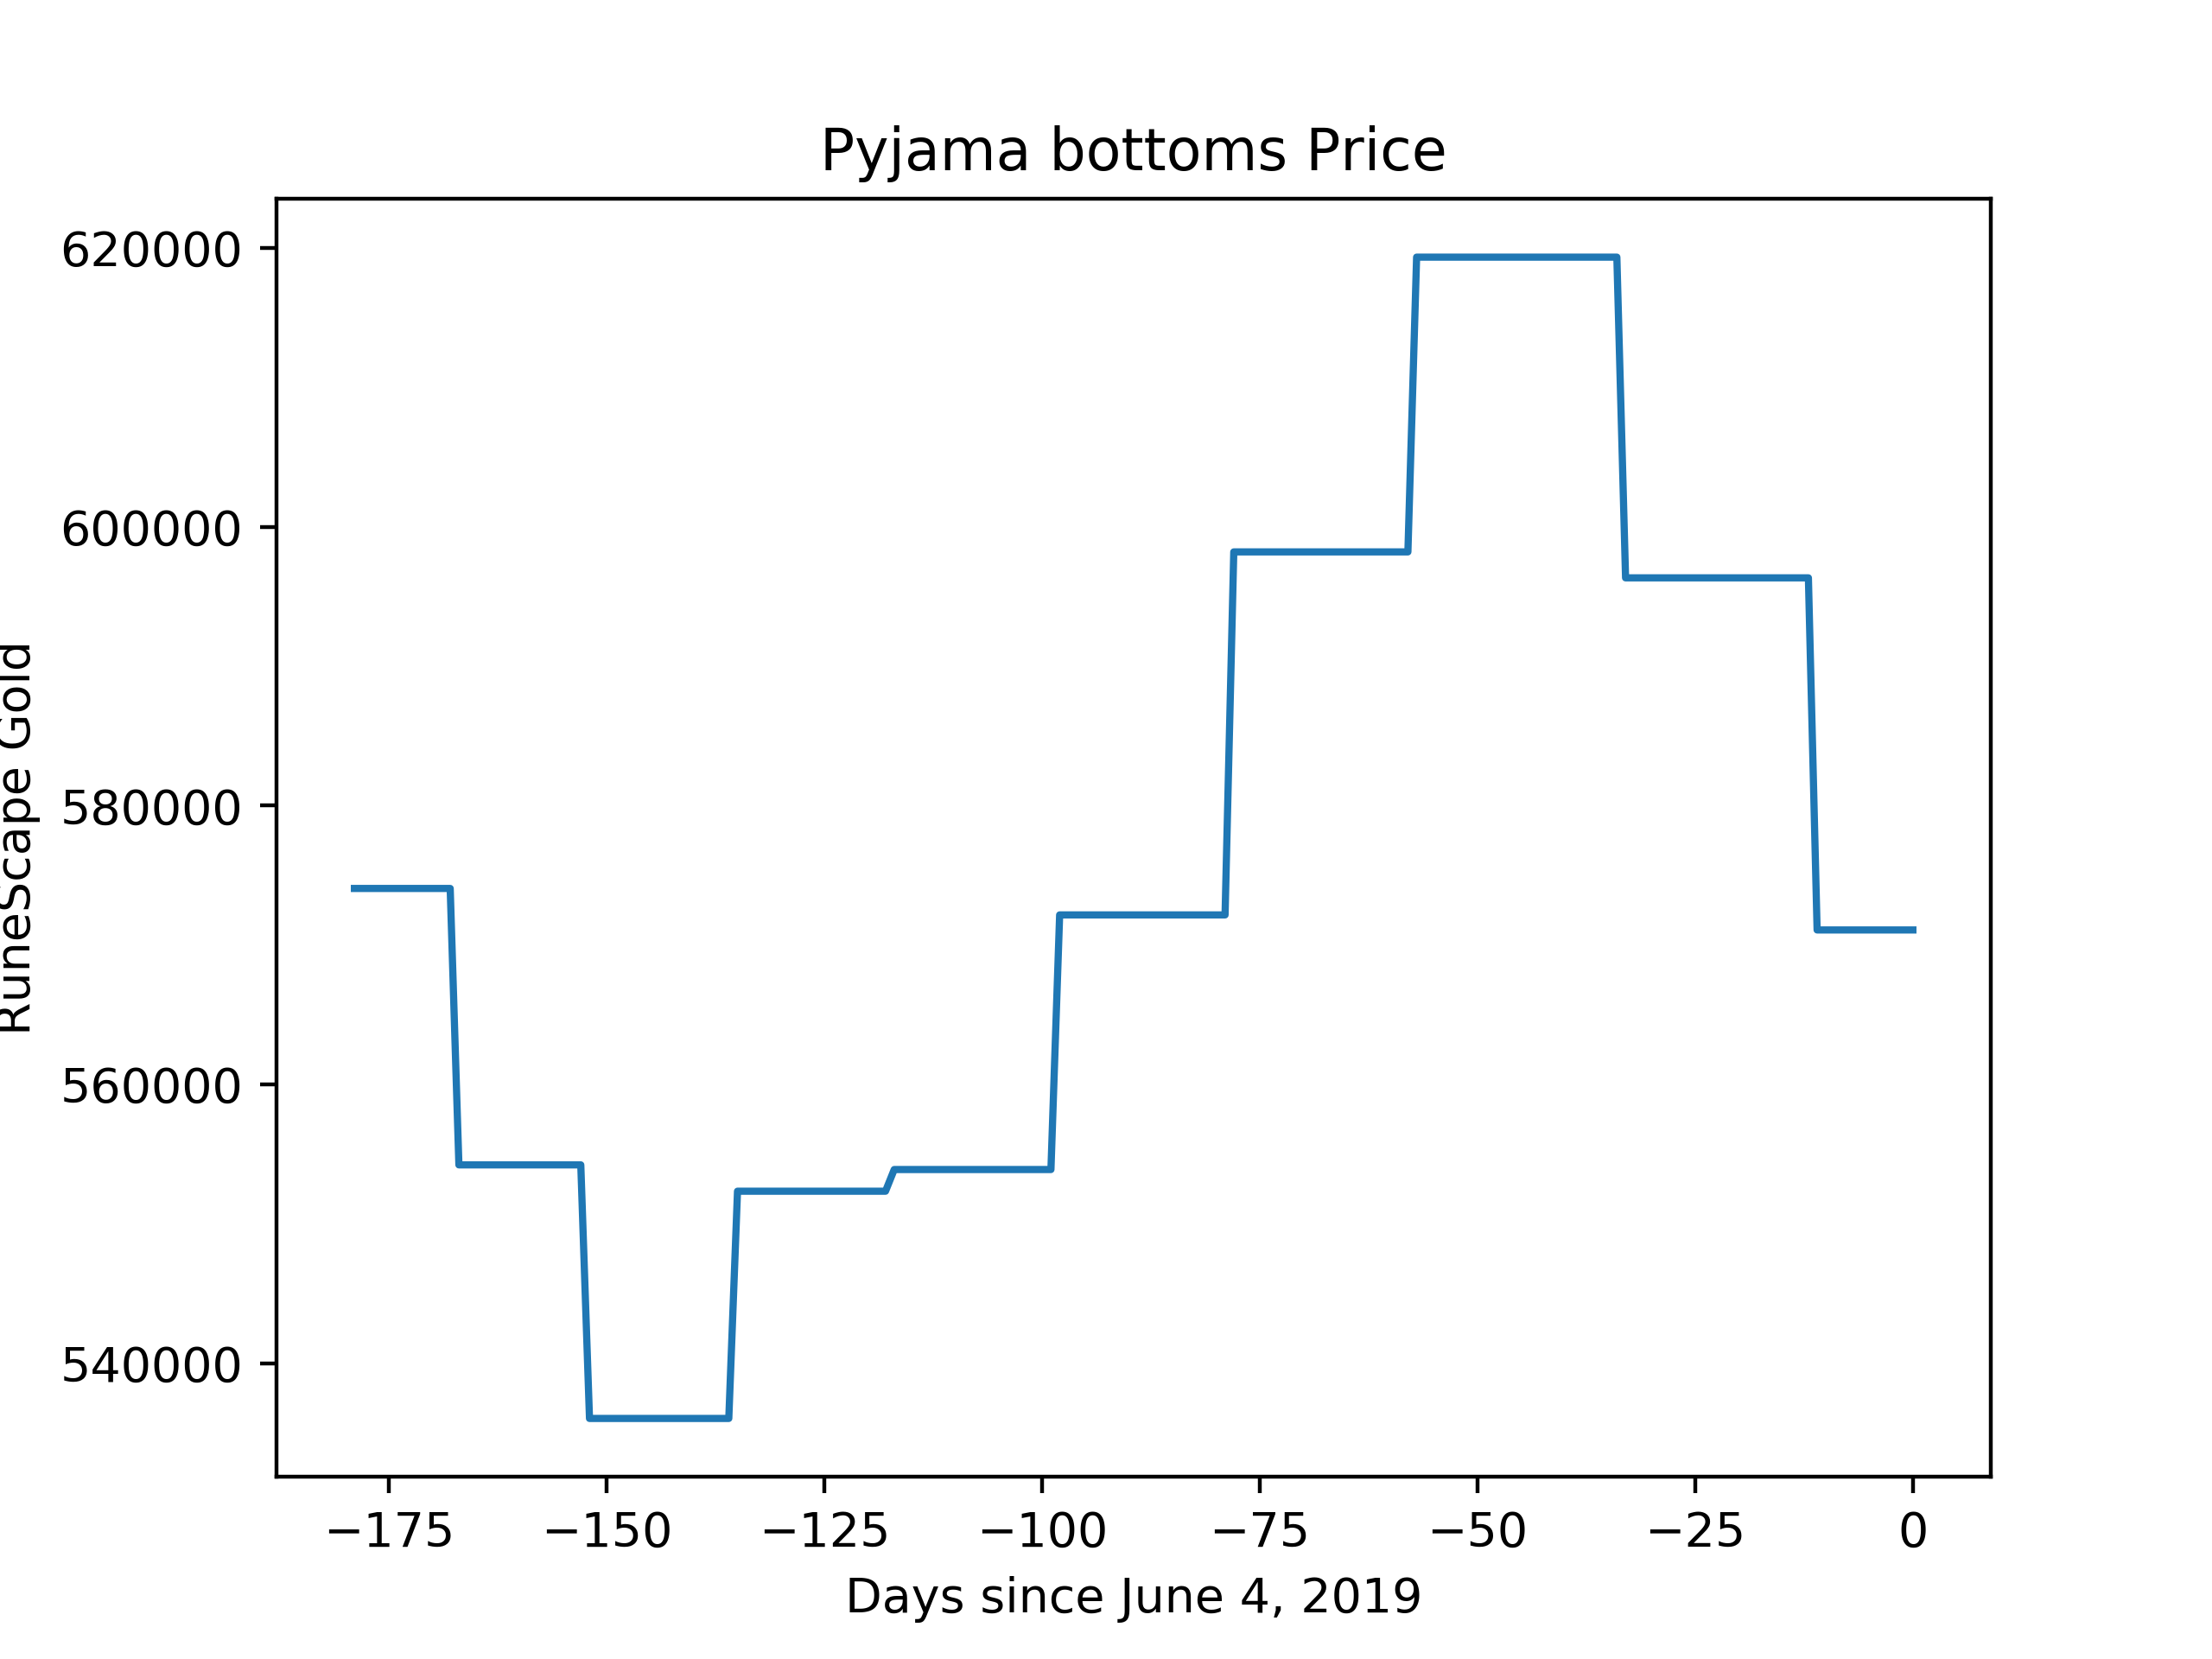 Pyjama bottoms Price
620000
600000
580000
560000
540000
RuneScape Gold
−175 −150 −125 −100 −75 −50 −25 0
Days since June 4, 2019